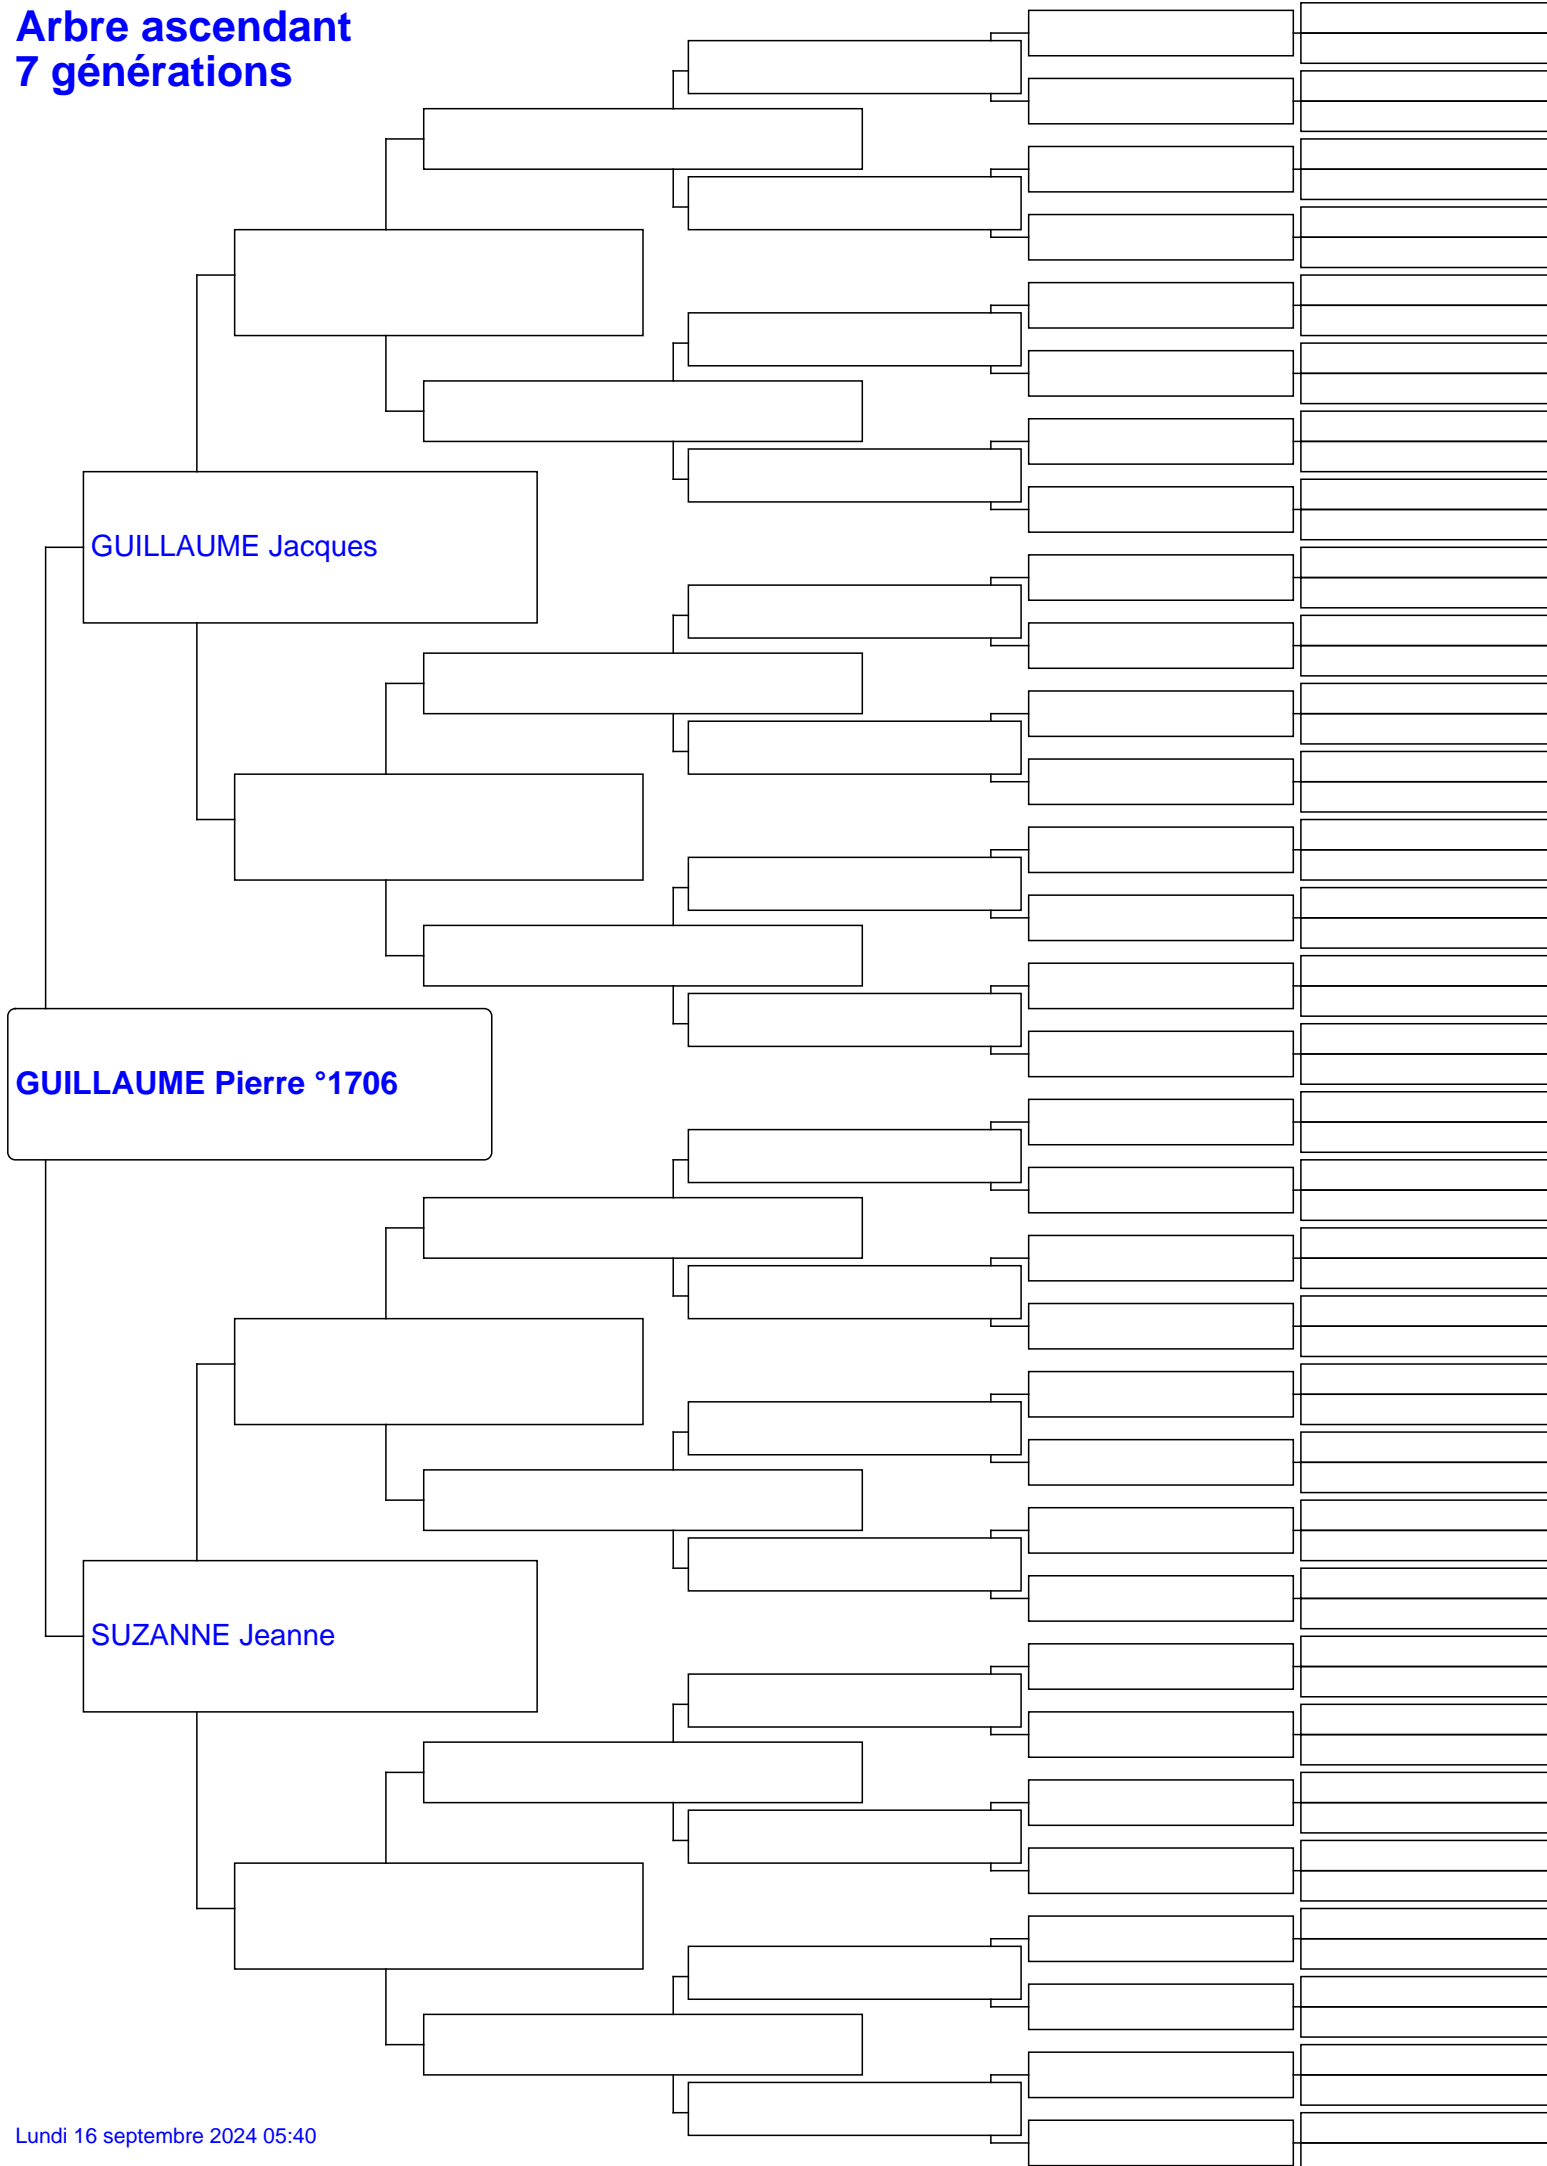 Arbre ascendant
7 générations
GUILLAUME Jacques
GUILLAUME Pierre °1706
SUZANNE Jeanne
Lundi 16 septembre 2024 05:40